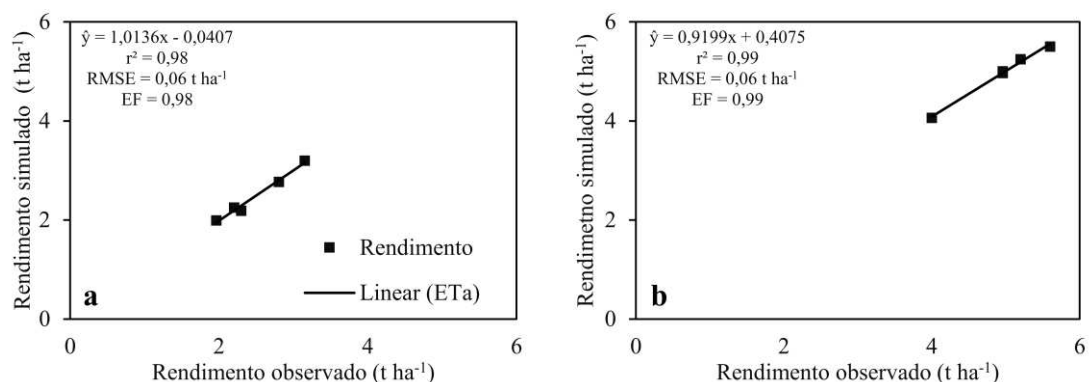 ŷ = 1,0136x - 0,0407
r² = 0,98
RMSE = 0,06 t ha⁻¹
EF = 0,98
Rendimento simulado (t ha⁻¹)
6
4
2
0
Rendimento
Linear (ETa)
a
0
2
4
6
Rendimento observado (t ha⁻¹)
ŷ = 0,9199x + 0,4075
r² = 0,99
RMSE = 0,06 t ha⁻¹
EF = 0,99
Rendimetno simulado (t ha⁻¹)
6
4
2
0
b
0
2
4
6
Rendimento observado (t ha⁻¹)